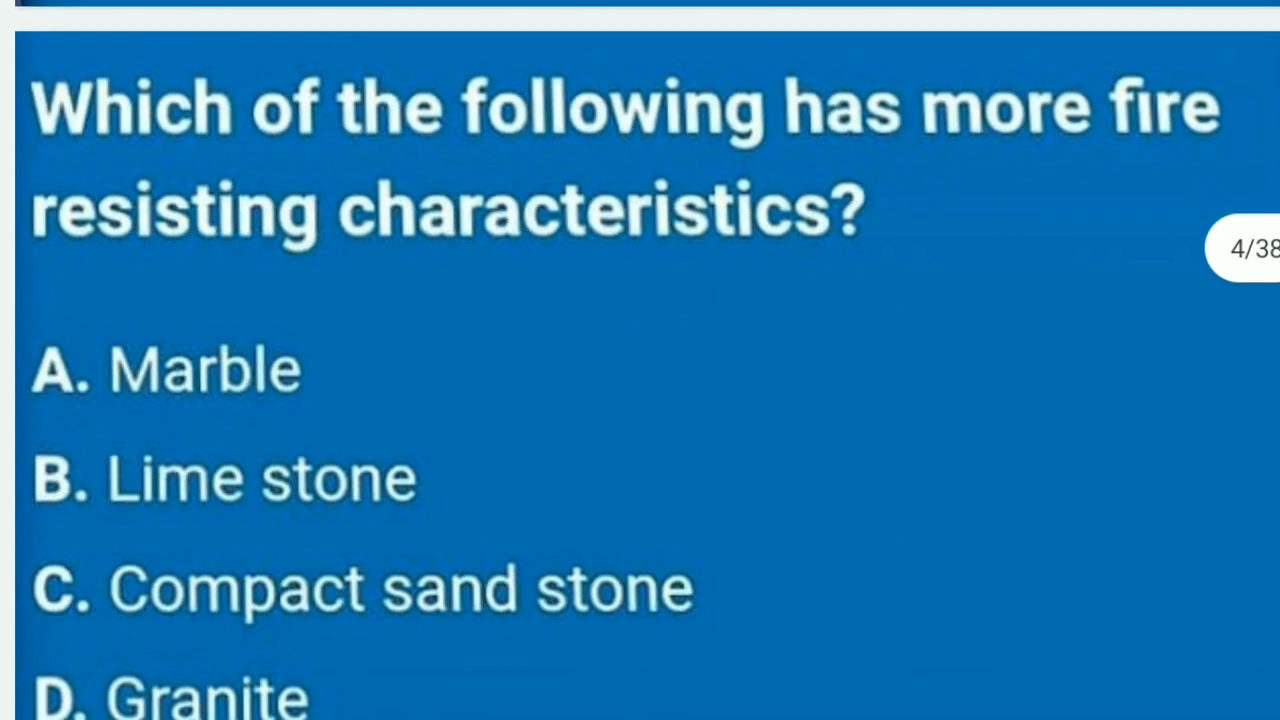 Which of the following has more fire
resisting characteristics?
4/38
A. Marble
B. Lime stone
C. Compact sand stone
D. Granite